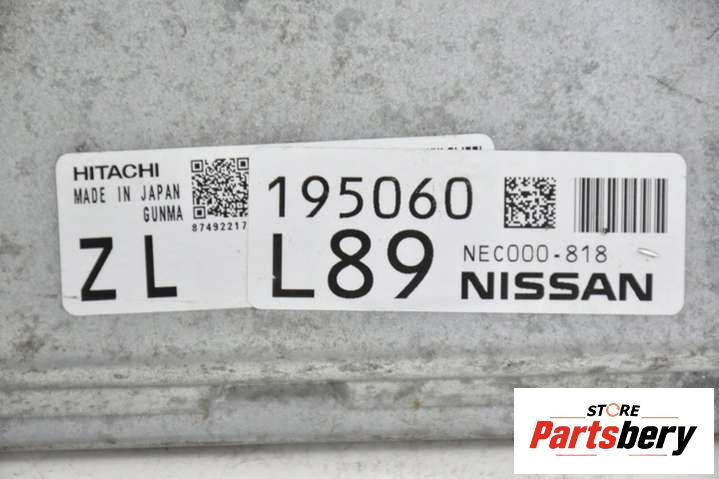 HITACHI
MADE IN JAPAN
GUNMA
87492217
Z L
195060
L89
NEC000-818
NISSAN
STORE
Partsbery